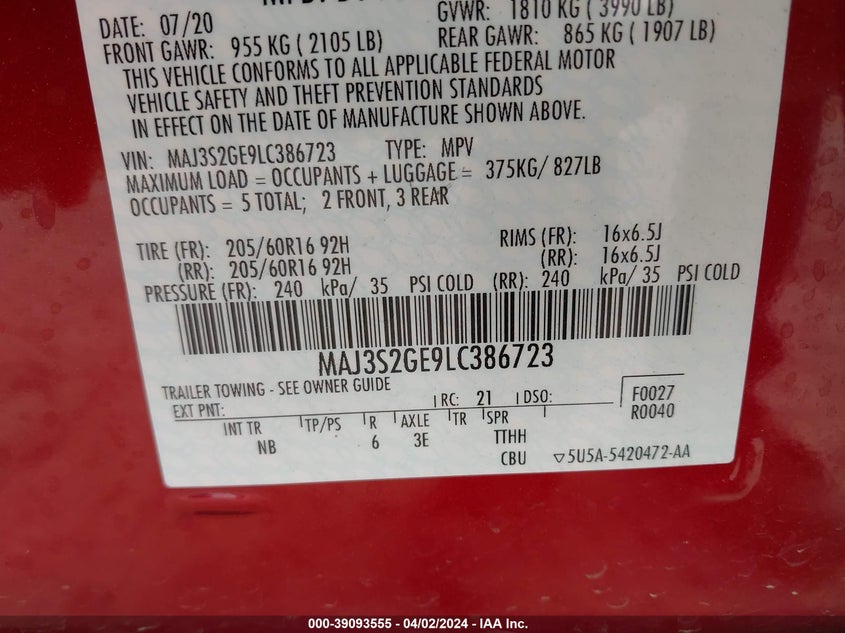 DATE: 07/20
GVWR: 1810 KG ( 3990 LB)
FRONT GAWR: 955 KG ( 2105 LB)
REAR GAWR: 865 KG ( 1907 LB)
THIS VEHICLE CONFORMS TO ALL APPLICABLE FEDERAL MOTOR
VEHICLE SAFETY AND THEFT PREVENTION STANDARDS
IN EFFECT ON THE DATE OF MANUFACTURE SHOWN ABOVE.
VIN: MAJ3S2GE9LC386723 TYPE: MPV
MAXIMUM LOAD = OCCUPANTS + LUGGAGE = 375KG/ 827LB
OCCUPANTS = 5 TOTAL; 2 FRONT, 3 REAR
TIRE (FR): 205/60R16 92H RIMS (FR): 16x6.5J
(RR): 205/60R16 92H (RR): 16x6.5J
PRESSURE (FR): 240 kPa/ 35 PSI COLD (RR): 240 kPa/ 35 PSI COLD
MAJ3S2GE9LC386723
TRAILER TOWING - SEE OWNER GUIDE
EXT PNT: RC: 21 DSO: F0027
R0040
INT TR TP/PS R AXLE TR SPR
NB 6 3E TTHH
CBU ▽5U5A-5420472-AA
000-39093555 - 04/02/2024 - IAA Inc.